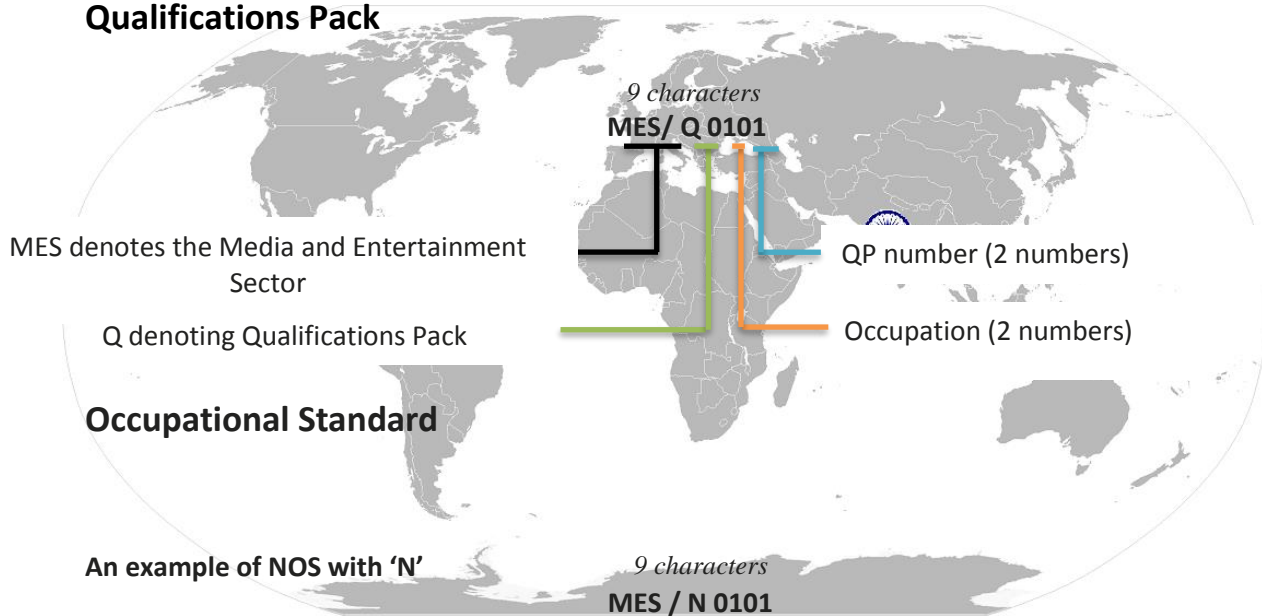 Qualifications Pack
9 characters
MES/ Q 0101
MES denotes the Media and Entertainment
Sector
QP number (2 numbers)
Q denoting Qualifications Pack
Occupation (2 numbers)
Occupational Standard
An example of NOS with ‘N’
9 characters
MES / N 0101